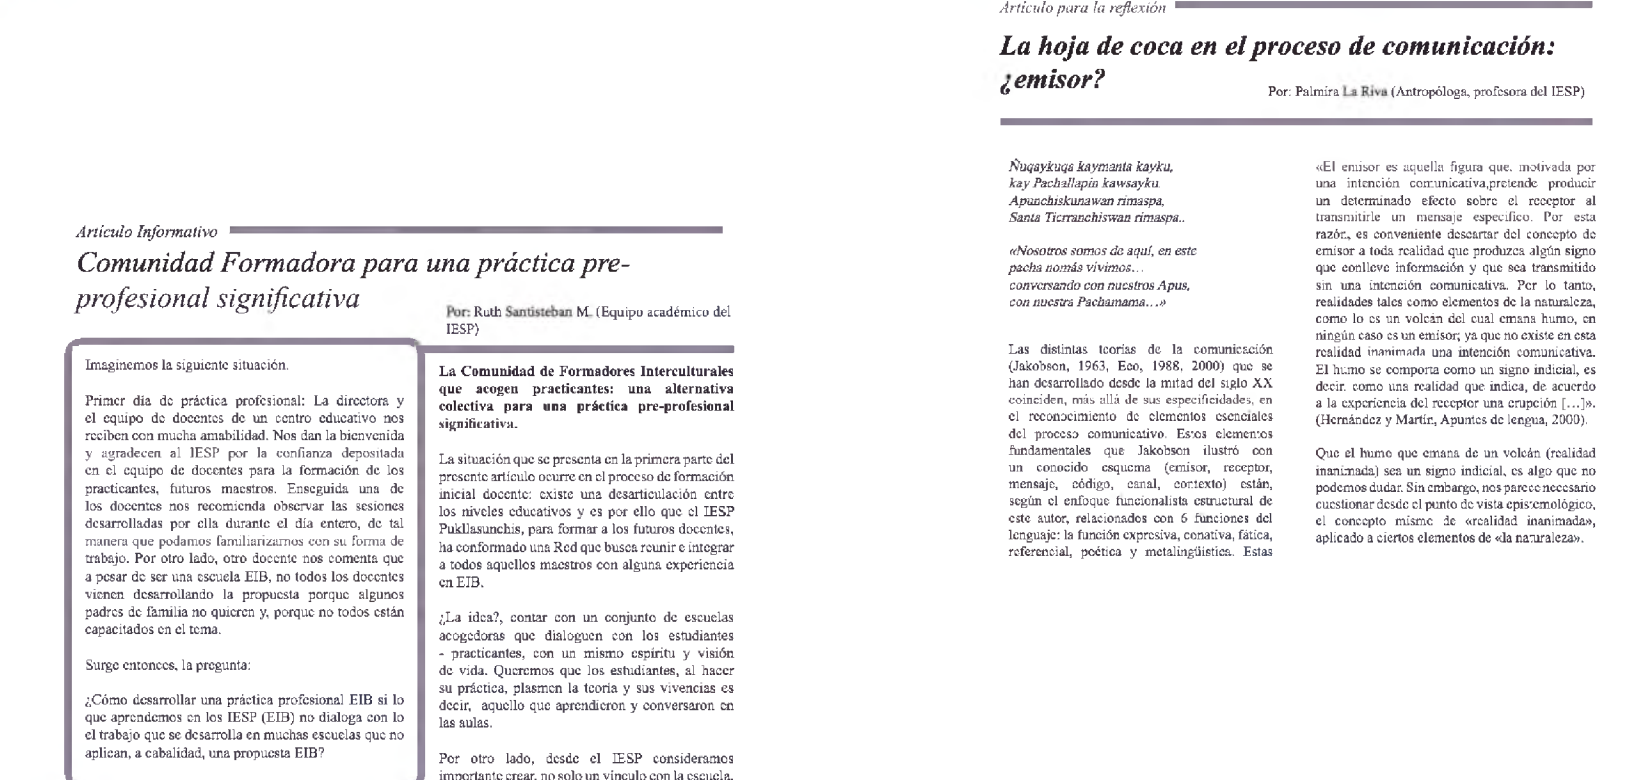 Artículo Informativo
Comunidad Formadora para una práctica pre-
profesional significativa
Por: Ruth Santisteban M. (Equipo académico del
IESP)
Imaginemos la siguiente situación.
Primer día de práctica profesional: La directora y
el equipo de docentes de un centro educativo nos
reciben con mucha amabilidad. Nos dan la bienvenida
y agradecen al IESP por la confianza depositada
en el equipo de docentes para la formación de los
practicantes, futuros maestros. Enseguida una de
los docentes nos recomienda observar las sesiones
desarrolladas por ella durante el día entero, de tal
manera que podamos familiarizarnos con su forma de
trabajo. Por otro lado, otro docente nos comenta que
a pesar de ser una escuela EIB, no todos los docentes
vienen desarrollando la propuesta porque algunos
padres de familia no quieren y, porque no todos están
capacitados en el tema.
Surge entonces, la pregunta:
¿Cómo desarrollar una práctica profesional EIB si lo
que aprendemos en los IESP (EIB) no dialoga con lo
el trabajo que se desarrolla en muchas escuelas que no
aplican, a cabalidad, una propuesta EIB?
La Comunidad de Formadores Interculturales
que acogen practicantes: una alternativa
colectiva para una práctica pre-profesional
significativa.
La situación que se presenta en la primera parte del
presente artículo ocurre en el proceso de formación
inicial docente: existe una desarticulación entre
los niveles educativos y es por ello que el IESP
Pukllasunchis, para formar a los futuros docentes,
ha conformado una Red que busca reunir e integrar
a todos aquellos maestros con alguna experiencia
en EIB.
¿La idea?, contar con un conjunto de escuelas
acogedoras que dialoguen con los estudiantes
- practicantes, con un mismo espíritu y visión
de vida. Queremos que los estudiantes, al hacer
su práctica, plasmen la teoría y sus vivencias es
decir, aquello que aprendieron y conversaron en
las aulas.
Por otro lado, desde el IESP consideramos
importante crear, no solo un vínculo con la escuela,
Artículo para la reflexión
La hoja de coca en el proceso de comunicación:
¿emisor?
Por: Palmira La Riva (Antropóloga, profesora del IESP)
Ñuqaykuqa kaymanta kayku,
kay Pachallapin kawsayku.
Apunchiskunawan rimaspa,
Santa Tierranchiswan rimaspa..
«Nosotros somos de aquí, en este
pacha nomás vivimos…
conversando con nuestros Apus,
con nuestra Pachamama…»
Las distintas teorías de la comunicación
(Jakobson, 1963, Eco, 1988, 2000) que se
han desarrollado desde la mitad del siglo XX
coinciden, más allá de sus especificidades, en
el reconocimiento de elementos esenciales
del proceso comunicativo. Estos elementos
fundamentales que Jakobson ilustró con
un conocido esquema (emisor, receptor,
mensaje, código, canal, contexto) están,
según el enfoque funcionalista estructural de
este autor, relacionados con 6 funciones del
lenguaje: la función expresiva, conativa, fática,
referencial, poética y metalingüística. Estas
«El emisor es aquella figura que, motivada por
una intención comunicativa,pretende producir
un determinado efecto sobre el receptor al
transmitirle un mensaje específico. Por esta
razón, es conveniente descartar del concepto de
emisor a toda realidad que produzca algún signo
que conlleve información y que sea transmitido
sin una intención comunicativa. Por lo tanto,
realidades tales como elementos de la naturaleza,
como lo es un volcán del cual emana humo, en
ningún caso es un emisor; ya que no existe en esta
realidad inanimada una intención comunicativa.
El humo se comporta como un signo indicial, es
decir, como una realidad que indica, de acuerdo
a la experiencia del receptor una erupción […]».
(Hernández y Martín, Apuntes de lengua, 2000).
Que el humo que emana de un volcán (realidad
inanimada) sea un signo indicial, es algo que no
podemos dudar. Sin embargo, nos parece necesario
cuestionar desde el punto de vista epistemológico,
el concepto mismo de «realidad inanimada»,
aplicado a ciertos elementos de «la naturaleza».